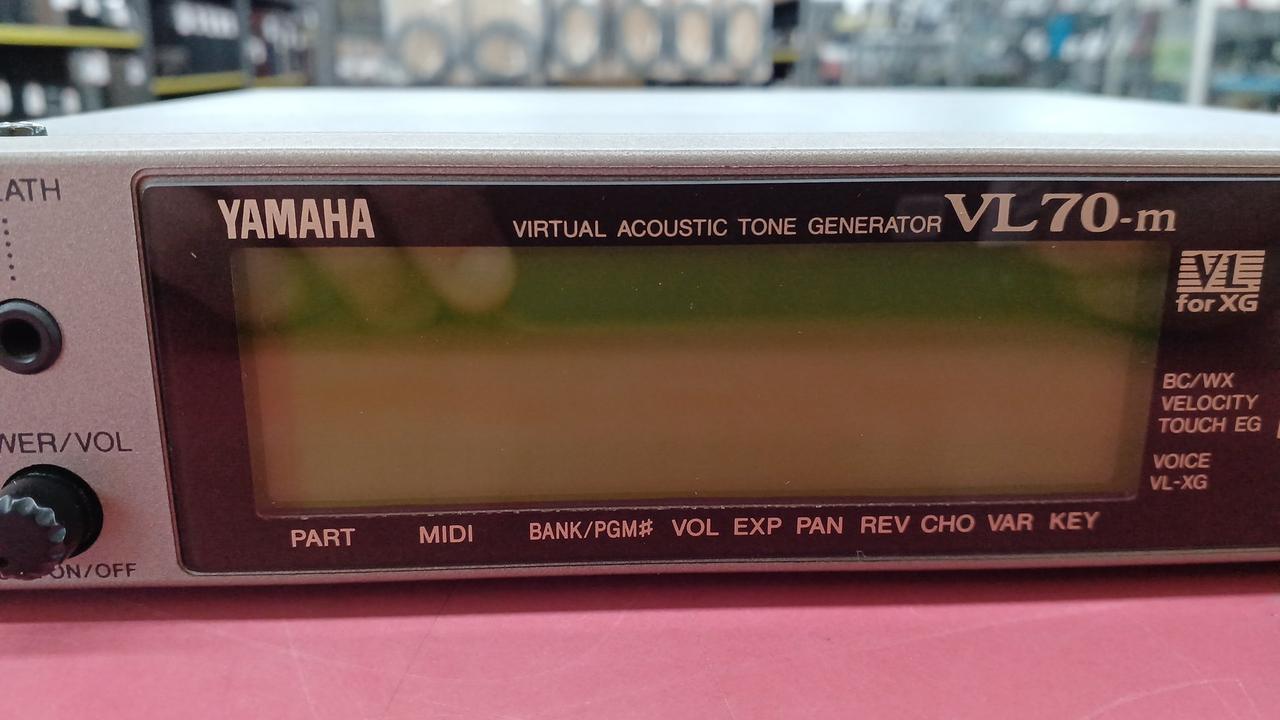 YAMAHA
VIRTUAL ACOUSTIC TONE GENERATOR VL70-m
VL
for XG
BC/WX
VELOCITY
TOUCH EG
VOICE
VL-XG
PART MIDI BANK/PGM# VOL EXP PAN REV CHO VAR KEY
EATH
WER/VOL
ON/OFF